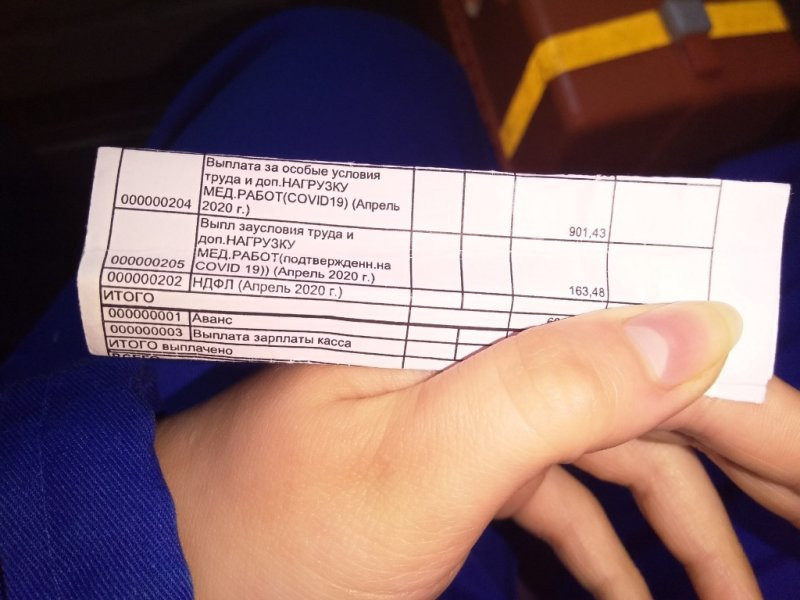 Выплата за особые условия
труда и доп.НАГРУЗКУ
МЕД.РАБОТ(COVID19) (Апрель
000000204 2020 г.) 901,43
Выпл заусловия труда и
доп.НАГРУЗКУ
МЕД.РАБОТ(подтвержденн.на
000000205 COVID 19)) (Апрель 2020 г.) 163,48
000000202 НДФЛ (Апрель 2020 г.)
ИТОГО
000000001 Аванс
000000003 Выплата зарплаты касса
ИТОГО выплачено